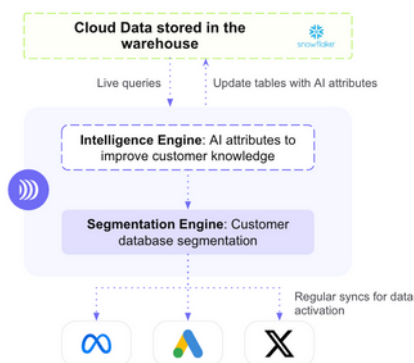 Cloud Data stored in the
warehouse
snowflake
Live queries
Update tables with AI attributes
Intelligence Engine: AI attributes to
improve customer knowledge
Segmentation Engine: Customer
database segmentation
Regular syncs for data
activation